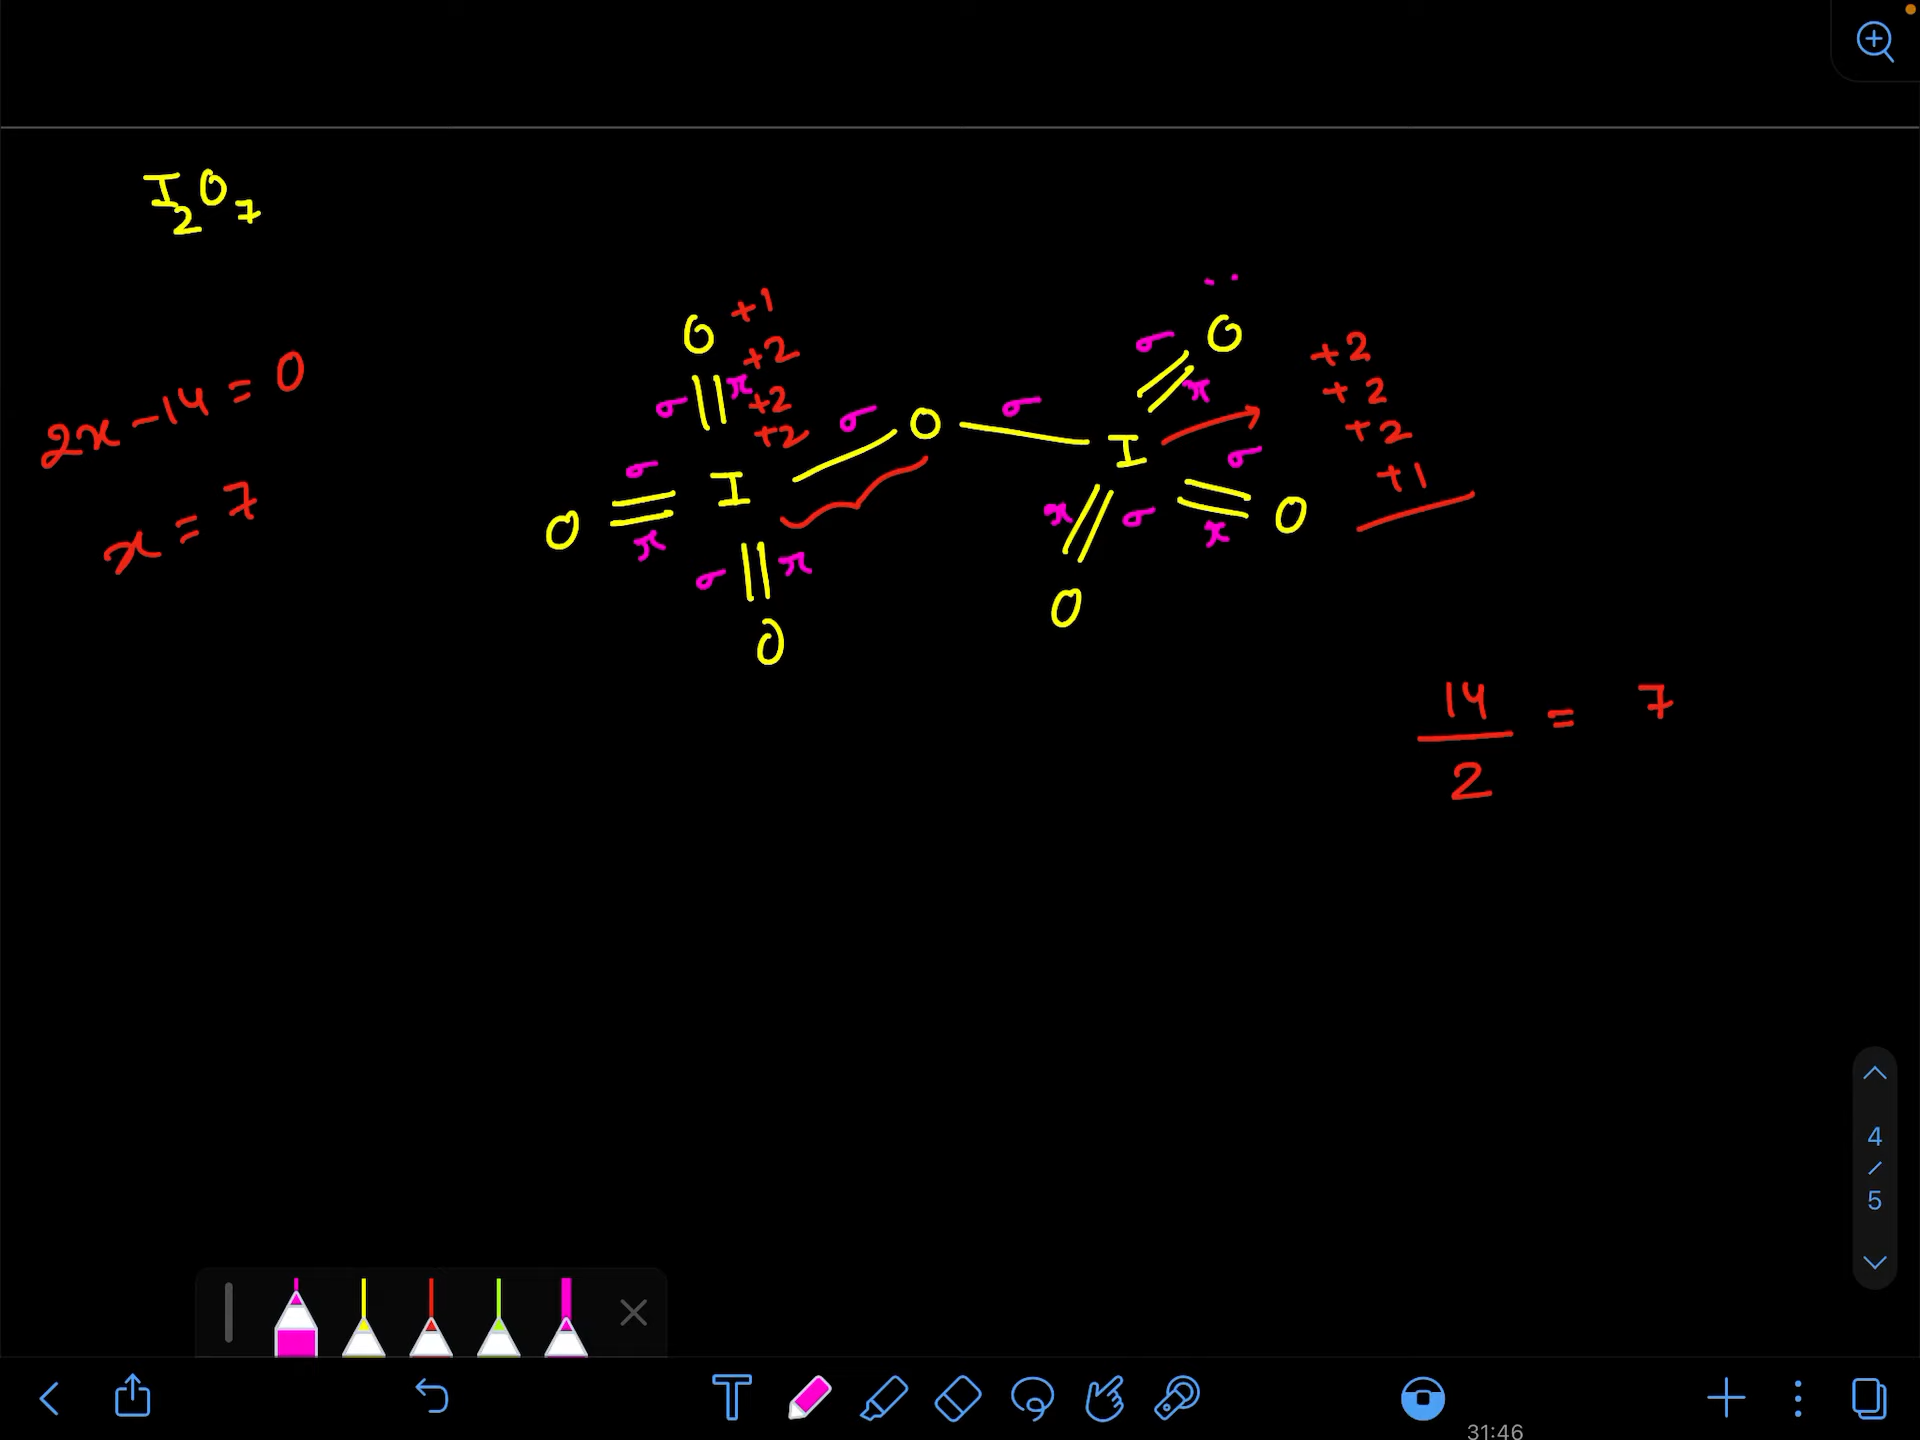 I2O7
2x - 14 = 0
x = 7
O +1
+2
+2
+2
σ π
σ O σ
σ I
O π
σ π
O
. .
σ O
π
I σ
π σ
O
π
O
+2
+2
+2
+1
14
2
= 7
4
/
5
T
31:46